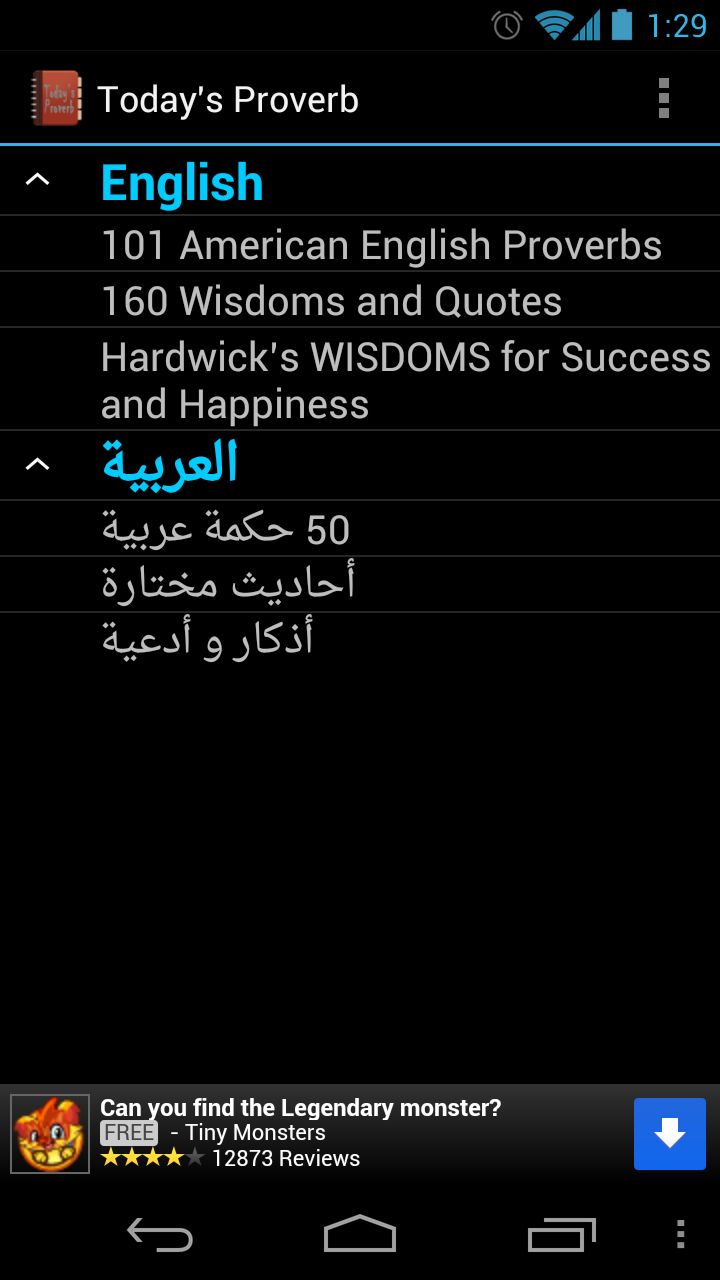 1:29
Today's Proverb
Today's Proverb
English
101 American English Proverbs
160 Wisdoms and Quotes
Hardwick's WISDOMS for Success
and Happiness
العربية
50 حكمة عربية
أحاديث مختارة
أذكار و أدعية
Can you find the Legendary monster?
FREE - Tiny Monsters
12873 Reviews